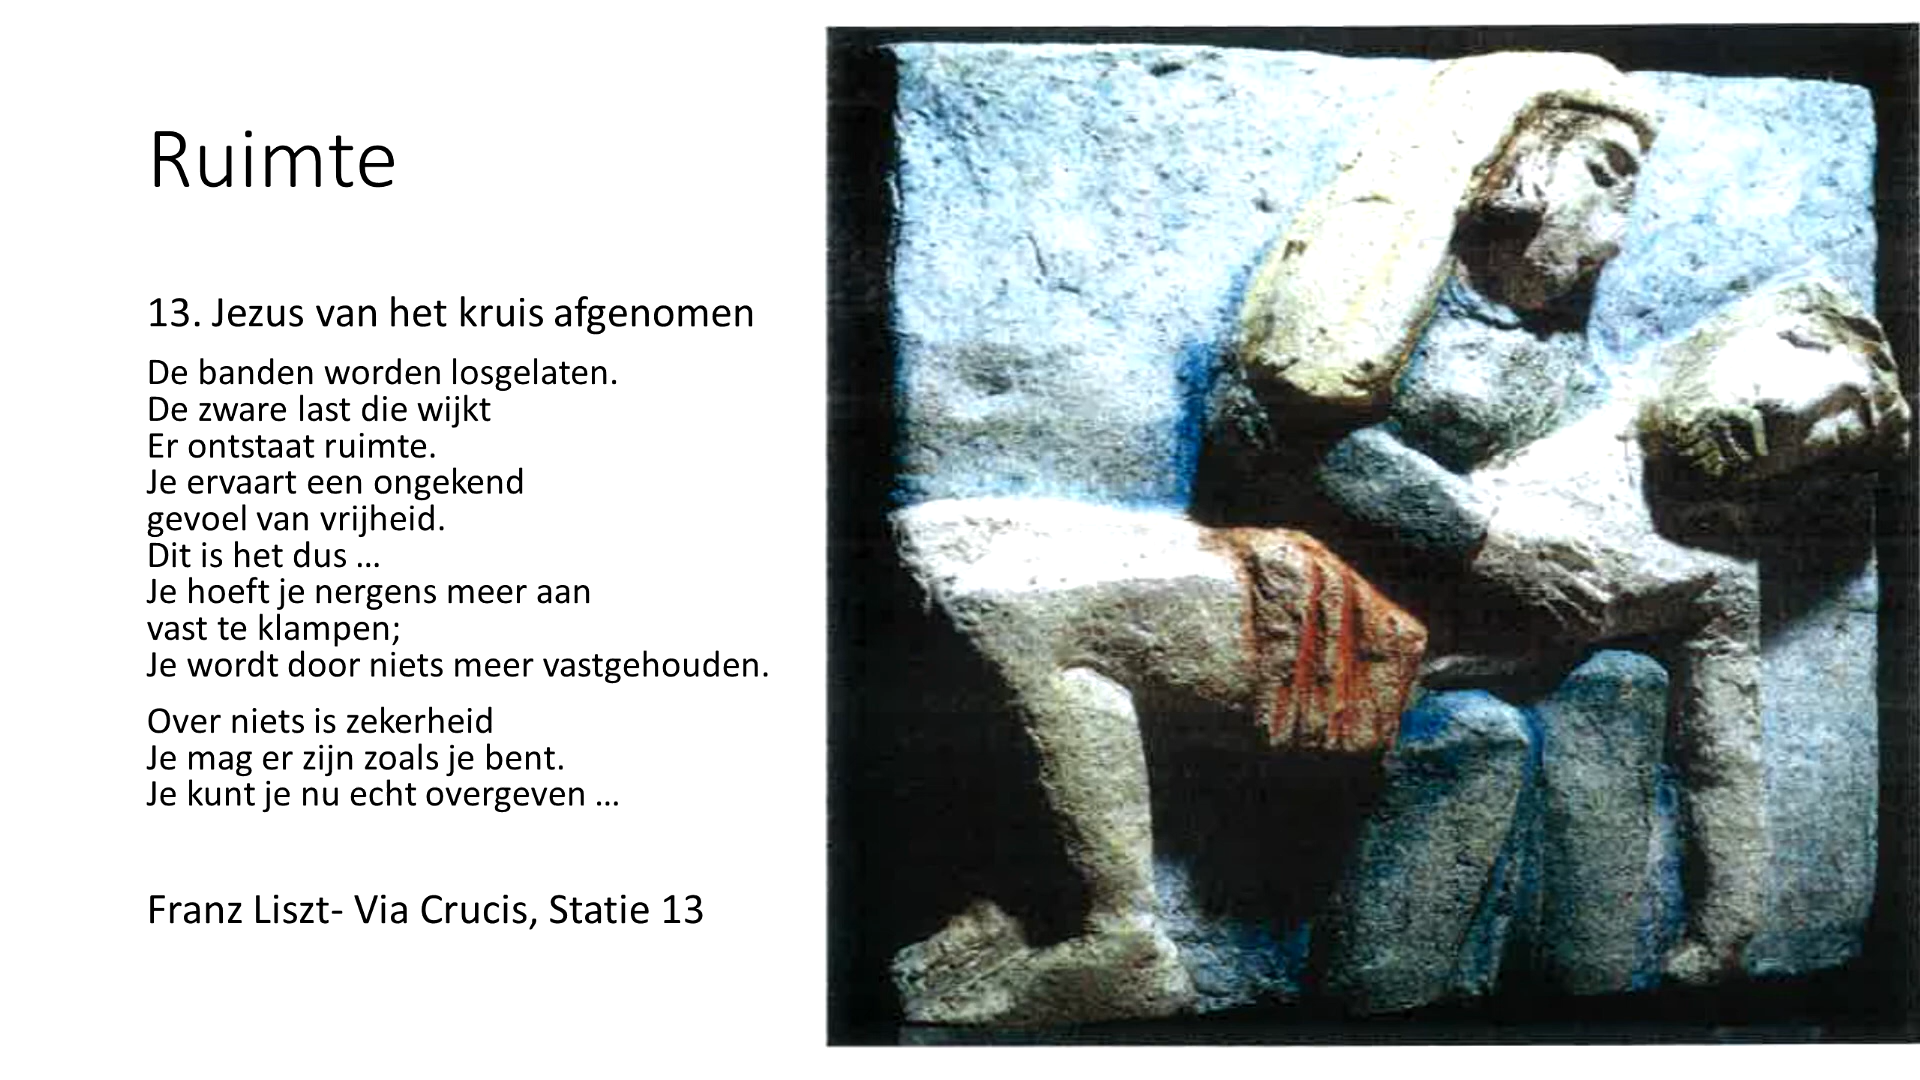 Ruimte
13. Jezus van het kruis afgenomen
De banden worden losgelaten.
De zware last die wijkt
Er ontstaat ruimte.
Je ervaart een ongekend
gevoel van vrijheid.
Dit is het dus ...
Je hoeft je nergens meer aan
vast te klampen;
Je wordt door niets meer vastgehouden.
Over niets is zekerheid
Je mag er zijn zoals je bent.
Je kunt je nu echt overgeven ...
Franz Liszt- Via Crucis, Statie 13